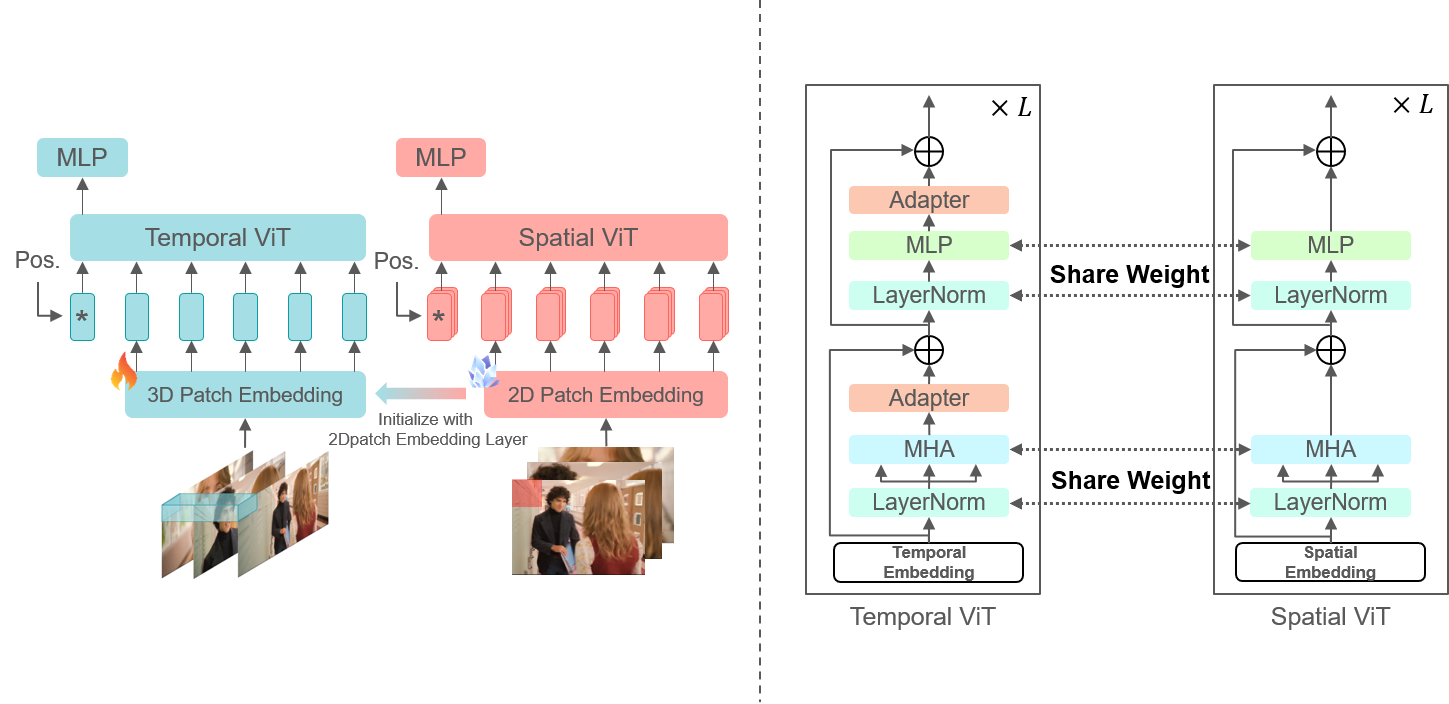 MLP
Temporal ViT
Pos.
*
3D Patch Embedding
MLP
Spatial ViT
Pos.
*
2D Patch Embedding
Initialize with
2Dpatch Embedding Layer
× L
Adapter
MLP
LayerNorm
Adapter
MHA
LayerNorm
Temporal
Embedding
Temporal ViT
Share Weight
Share Weight
× L
MLP
LayerNorm
MHA
LayerNorm
Spatial
Embedding
Spatial ViT